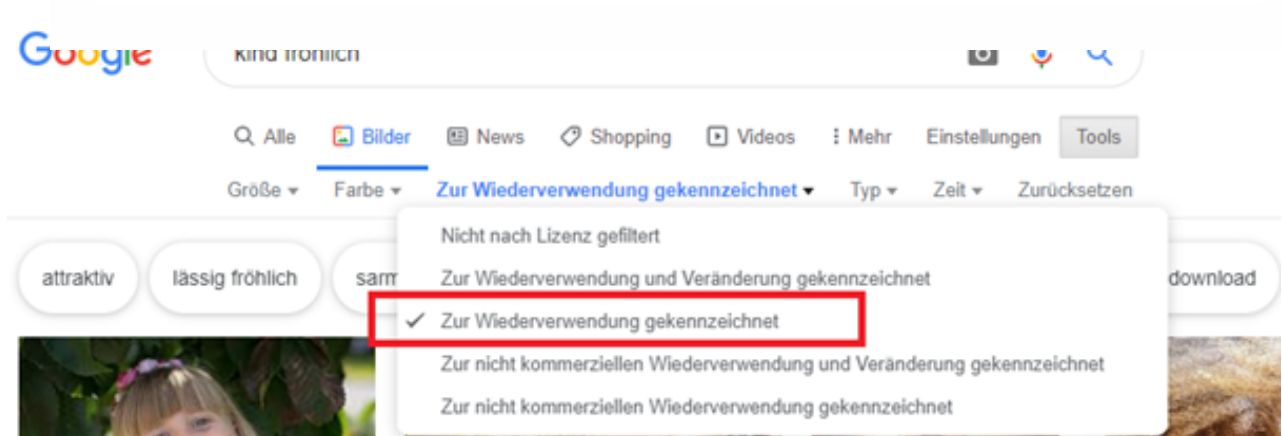 Google kind fröhlich
Alle Bilder News Shopping Videos Mehr Einstellungen Tools
Größe Farbe Zur Wiederverwendung gekennzeichnet Typ Zeit Zurücksetzen
Nicht nach Lizenz gefiltert
Zur Wiederverwendung und Veränderung gekennzeichnet
attraktiv lässig fröhlich download
Zur Wiederverwendung gekennzeichnet
Zur nicht kommerziellen Wiederverwendung und Veränderung gekennzeichnet
Zur nicht kommerziellen Wiederverwendung gekennzeichnet